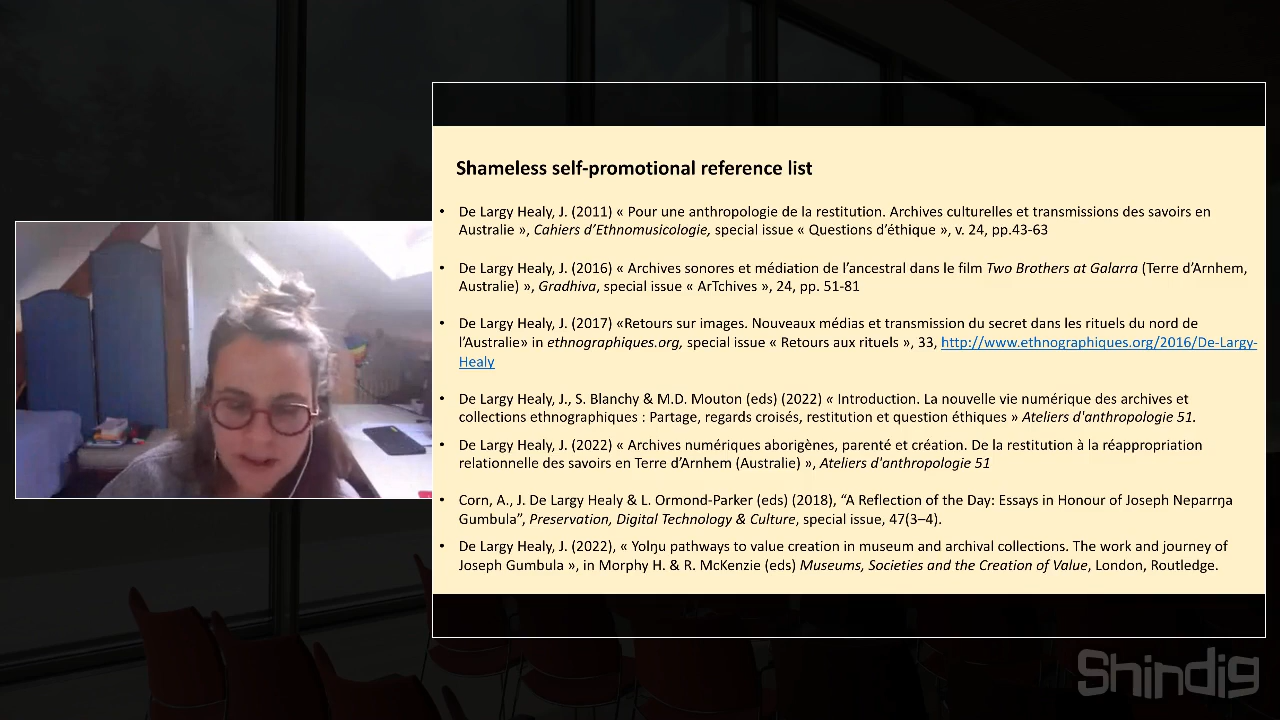 Shameless self-promotional reference list
• De Largy Healy, J. (2011) « Pour une anthropologie de la restitution. Archives culturelles et transmissions des savoirs en
Australie », Cahiers d’Ethnomusicologie, special issue « Questions d’éthique », v. 24, pp.43-63
• De Largy Healy, J. (2016) « Archives sonores et médiation de l’ancestral dans le film Two Brothers at Galarra (Terre d’Arnhem,
Australie) », Gradhiva, special issue « ArTchives », 24, pp. 51-81
• De Largy Healy, J. (2017) «Retours sur images. Nouveaux médias et transmission du secret dans les rituels du nord de
l’Australie» in ethnographiques.org, special issue « Retours aux rituels », 33, http://www.ethnographiques.org/2016/De-Largy-
Healy
• De Largy Healy, J., S. Blanchy & M.D. Mouton (eds) (2022) « Introduction. La nouvelle vie numérique des archives et
collections ethnographiques : Partage, regards croisés, restitution et question éthiques » Ateliers d'anthropologie 51.
• De Largy Healy, J. (2022) « Archives numériques aborigènes, parenté et création. De la restitution à la réappropriation
relationnelle des savoirs en Terre d’Arnhem (Australie) », Ateliers d'anthropologie 51
• Corn, A., J. De Largy Healy & L. Ormond-Parker (eds) (2018), “A Reflection of the Day: Essays in Honour of Joseph Neparrŋa
Gumbula”, Preservation, Digital Technology & Culture, special issue, 47(3–4).
• De Largy Healy, J. (2022), « Yolŋu pathways to value creation in museum and archival collections. The work and journey of
Joseph Gumbula », in Morphy H. & R. McKenzie (eds) Museums, Societies and the Creation of Value, London, Routledge.
Shindig